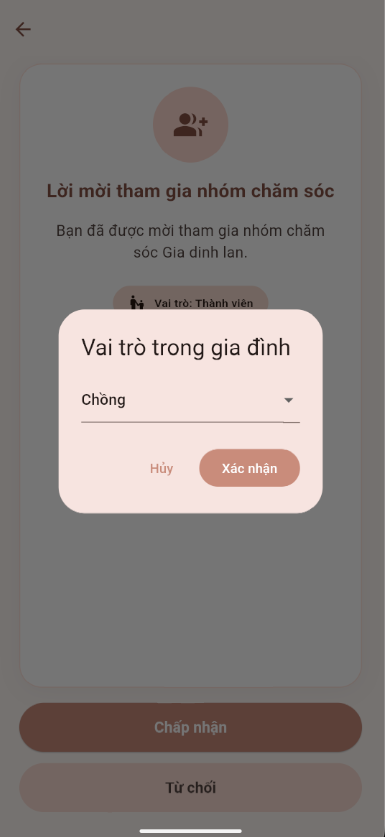 Lời mời tham gia nhóm chăm sóc
Bạn đã được mời tham gia nhóm chăm
sóc Gia dinh lan.
Vai trò: Thành viên
Vai trò trong gia đình
Chồng
Hủy
Xác nhận
Chấp nhận
Từ chối